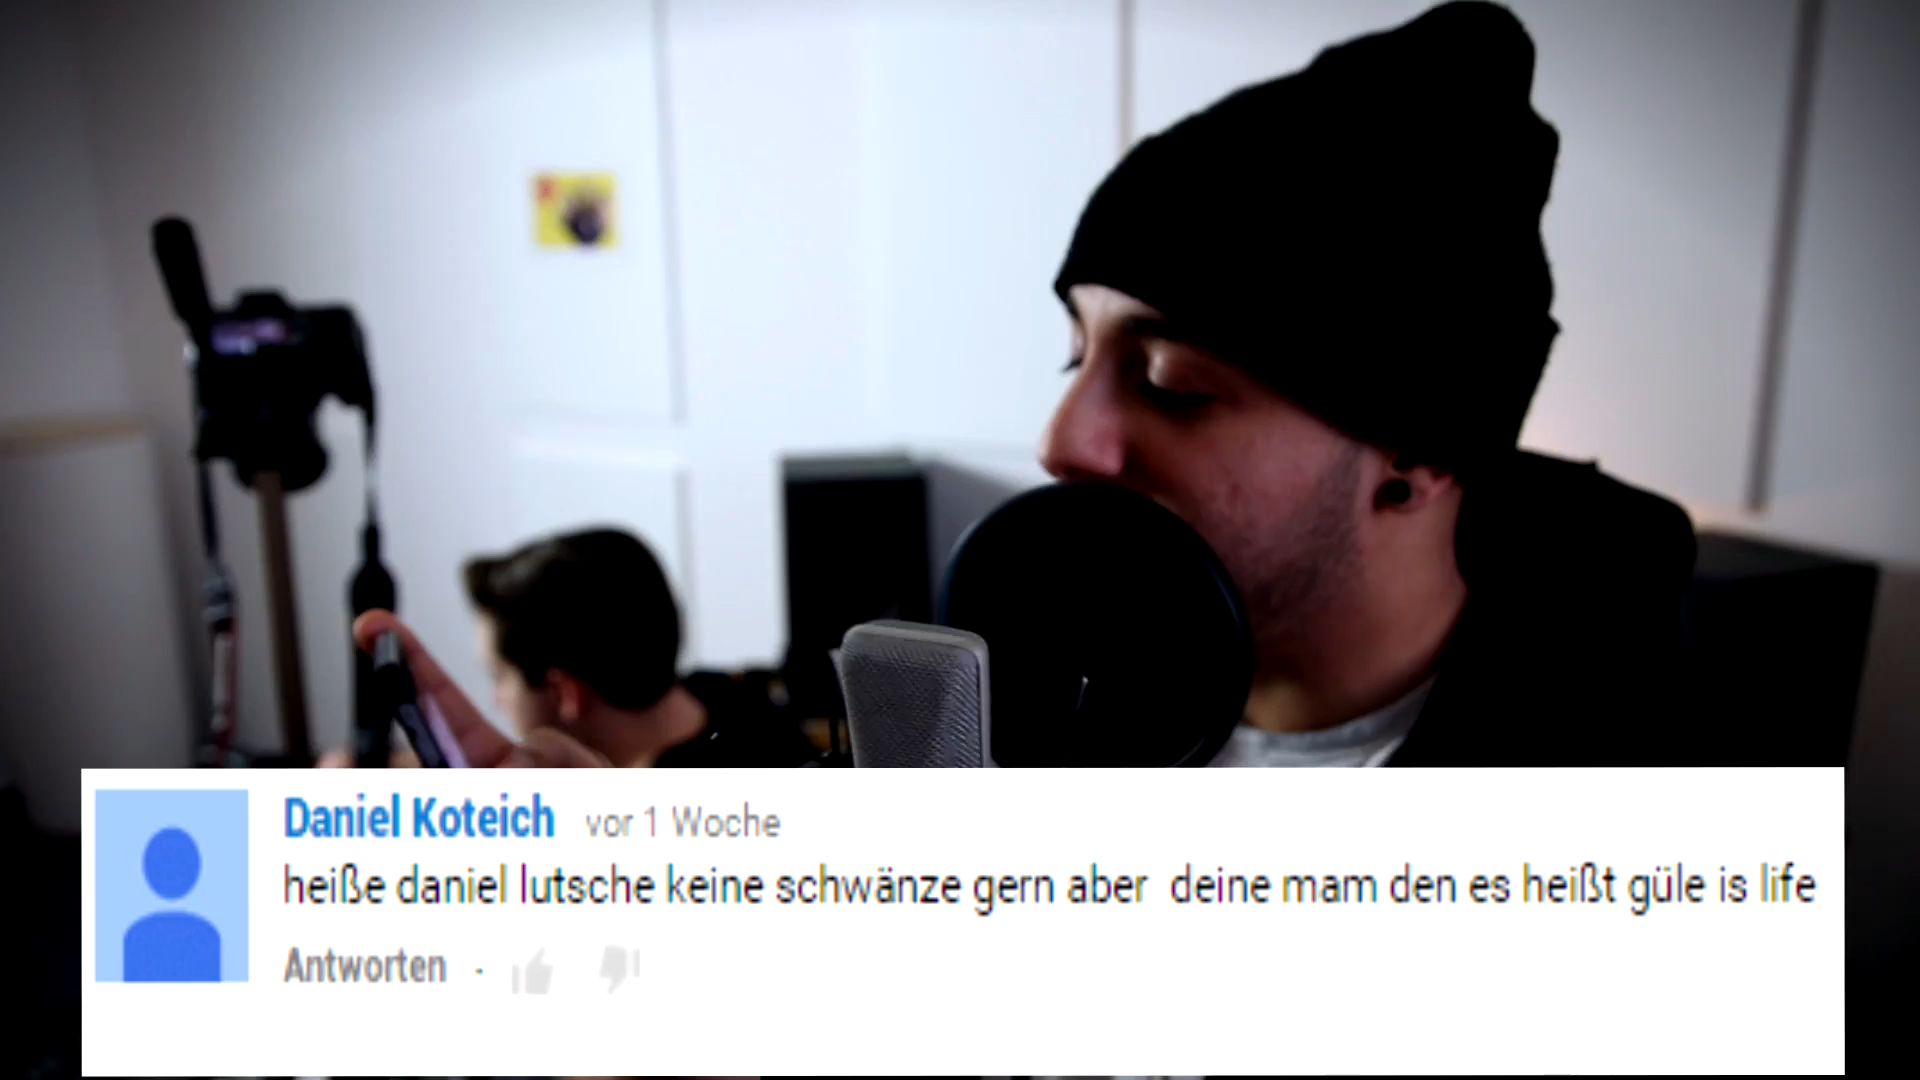 Daniel Koteich vor 1 Woche
heiße daniel lutsche keine schwänze gern aber deine mam den es heißt güle is life
Antworten ·